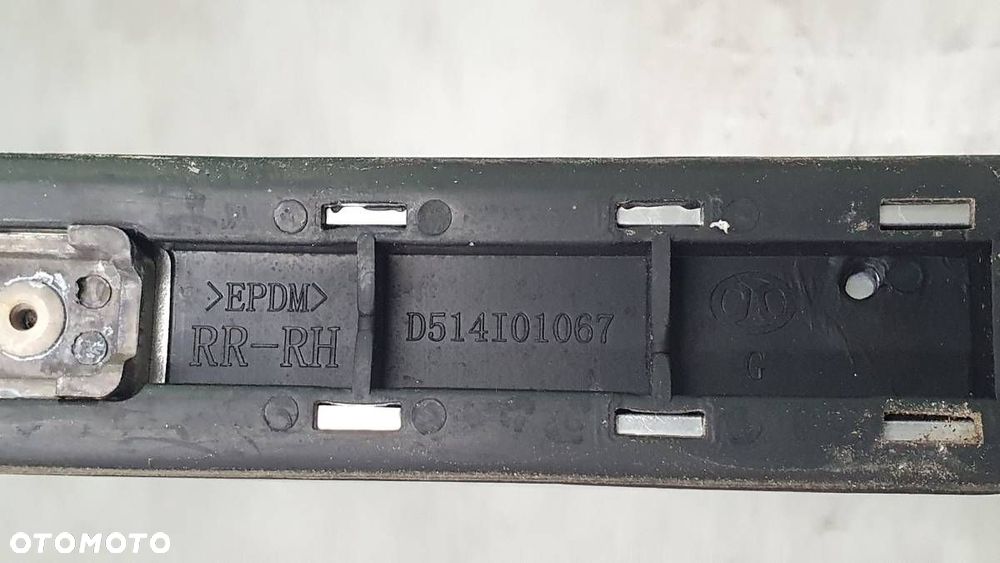 >EPDM<
RR-RH
D514I01067
G
OTOMOTO